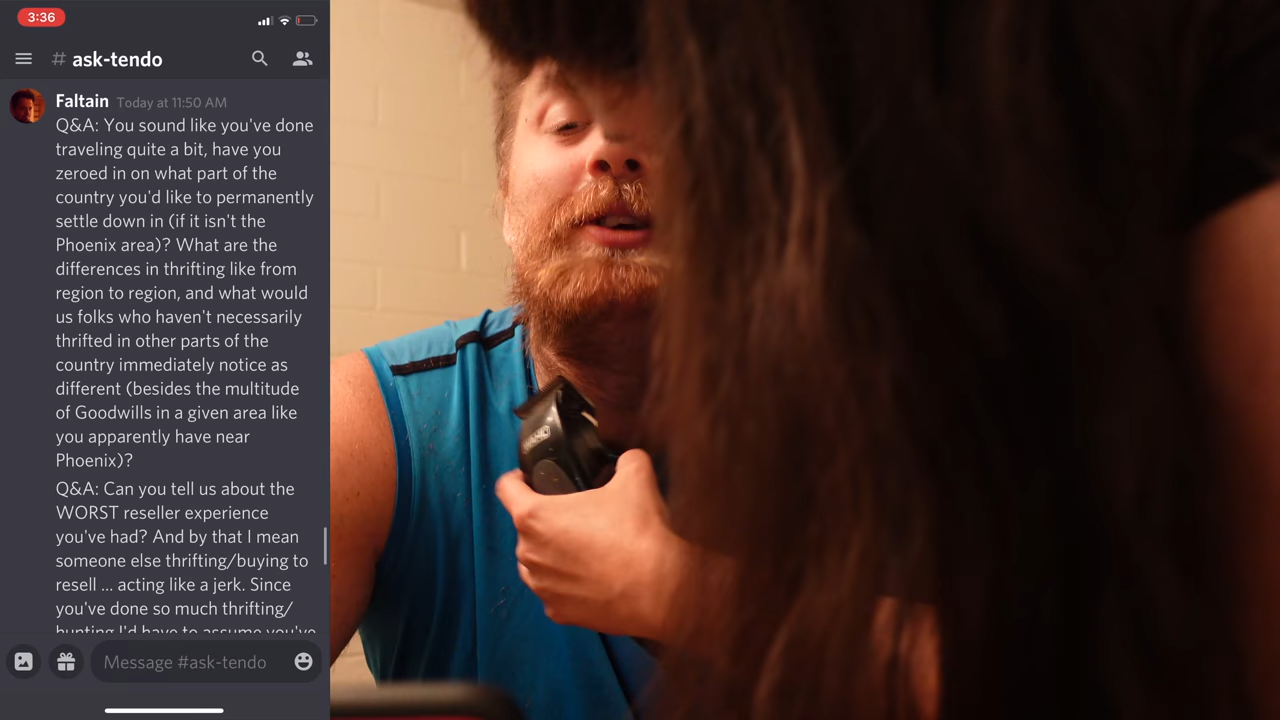 3:36
# ask-tendo
Faltain Today at 11:50 AM
Q&A: You sound like you've done
traveling quite a bit, have you
zeroed in on what part of the
country you'd like to permanently
settle down in (if it isn't the
Phoenix area)? What are the
differences in thrifting like from
region to region, and what would
us folks who haven't necessarily
thrifted in other parts of the
country immediately notice as
different (besides the multitude
of Goodwills in a given area like
you apparently have near
Phoenix)?
Q&A: Can you tell us about the
WORST reseller experience
you've had? And by that I mean
someone else thrifting/buying to
resell ... acting like a jerk. Since
you've done so much thrifting/
hunting I'd have to assume you've
Message #ask-tendo